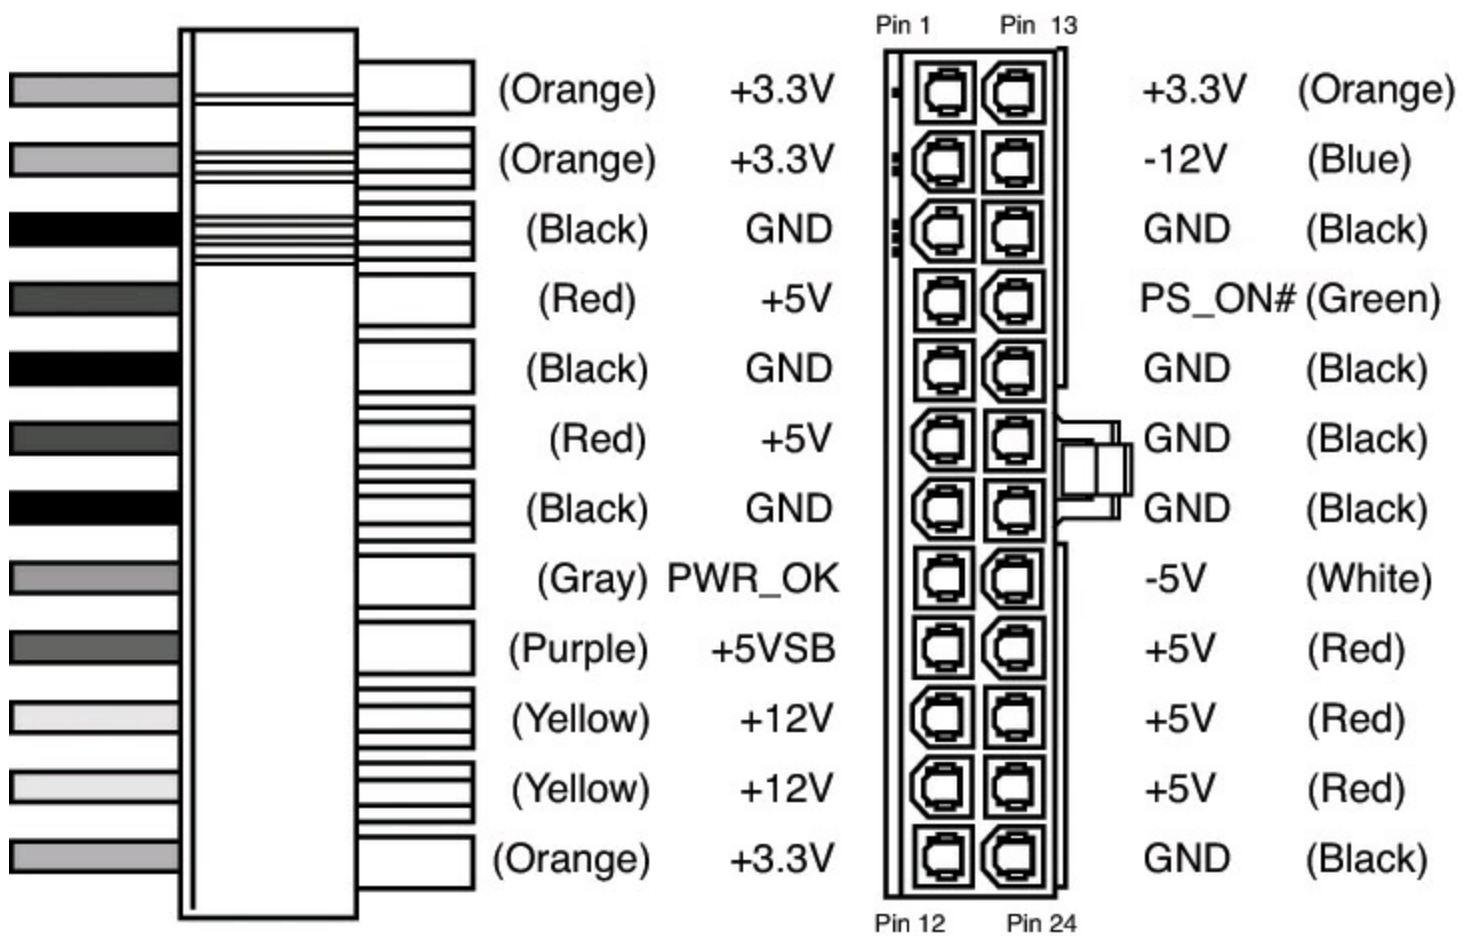 Pin 1 Pin 13
(Orange) +3.3V +3.3V (Orange)
(Orange) +3.3V -12V (Blue)
(Black) GND GND (Black)
(Red) +5V PS_ON# (Green)
(Black) GND GND (Black)
(Red) +5V GND (Black)
(Black) GND GND (Black)
(Gray) PWR_OK -5V (White)
(Purple) +5VSB +5V (Red)
(Yellow) +12V +5V (Red)
(Yellow) +12V +5V (Red)
(Orange) +3.3V GND (Black)
Pin 12 Pin 24